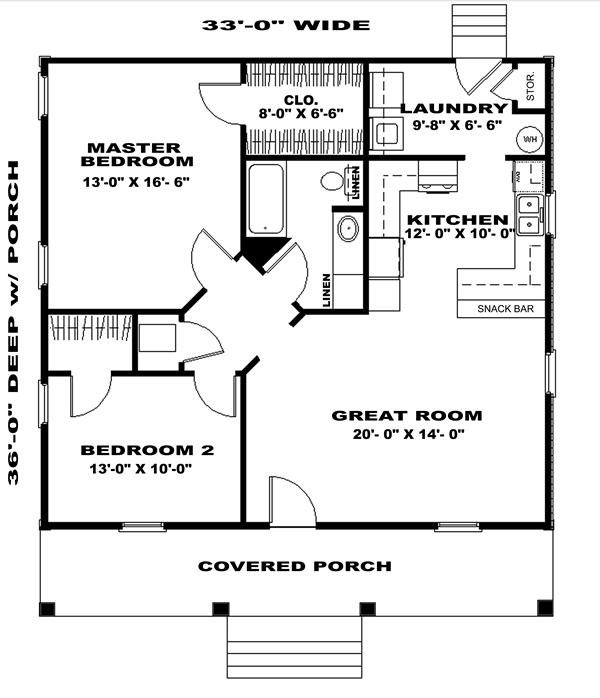 33'-0" WIDE
36'-0" DEEP W/ PORCH
CLO.
8'-0" X 6'-6"
LAUNDRY
9'-8" X 6'- 6"
STOR.
WH
MASTER
BEDROOM
13'-0" X 16'- 6"
LINEN
LINEN
KITCHEN
12'- 0" X 10'- 0"
SNACK BAR
GREAT ROOM
20'- 0" X 14'- 0"
BEDROOM 2
13'-0" X 10'-0"
COVERED PORCH